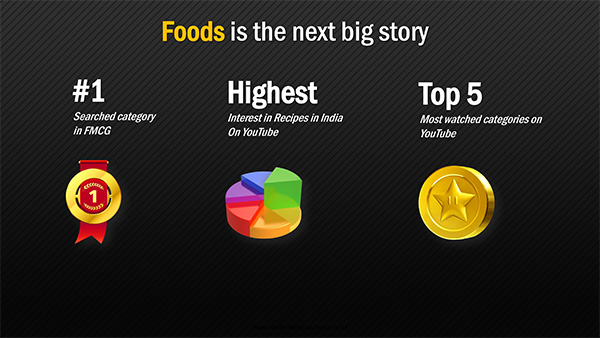 Foods is the next big story
#1
Searched category
in FMCG
Highest
Interest in Recipes in India
On YouTube
Top 5
Most watched categories on
YouTube
1